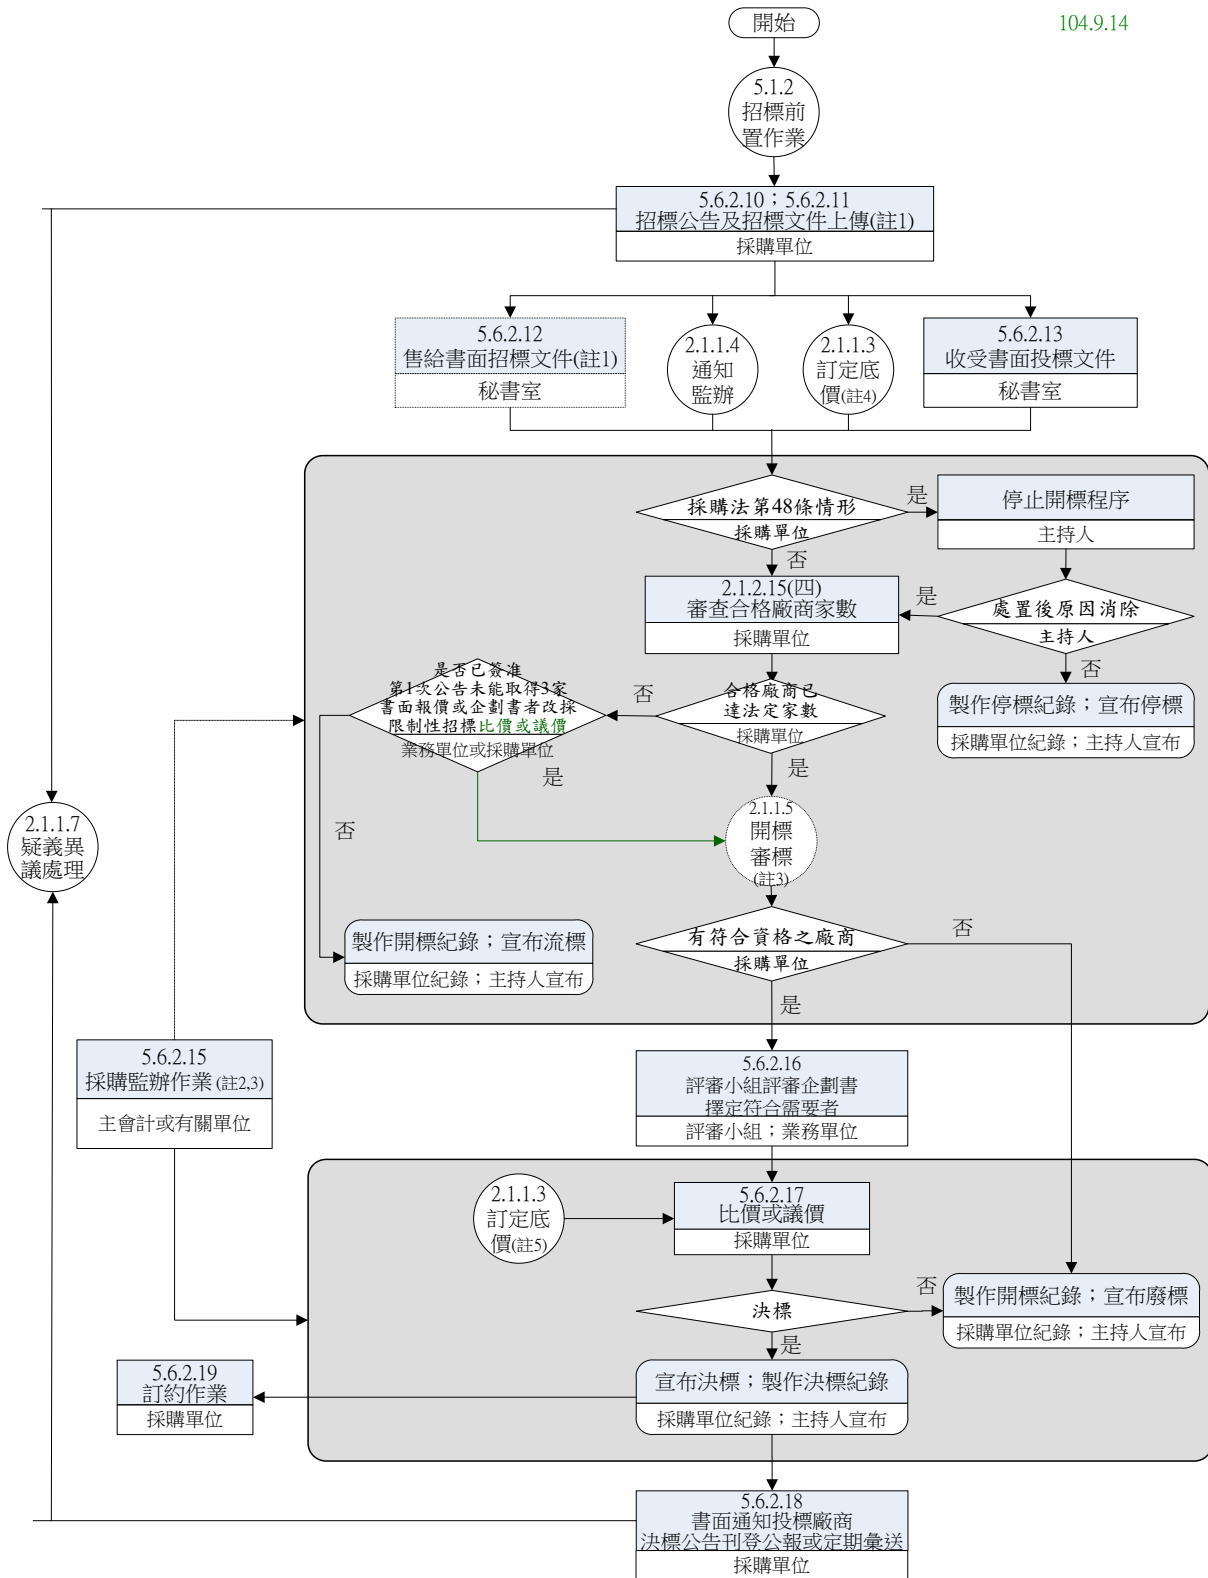 開始
104.9.14
5.1.2
招標前
置作業
5.6.2.10；5.6.2.11
招標公告及招標文件上傳(註1)
採購單位
5.6.2.12
售給書面招標文件(註1)
秘書室
2.1.1.4
通知
監辦
2.1.1.3
訂定底
價(註4)
5.6.2.13
收受書面投標文件
秘書室
採購法第48條情形
採購單位
是
否
停止開標程序
主持人
2.1.2.15(四)
審查合格廠商家數
採購單位
是
處置後原因消除
主持人
否
製作停標紀錄；宣布停標
採購單位紀錄；主持人宣布
是否已簽准
第1次公告未能取得3家
書面報價或企劃書者改採
限制性招標比價或議價
業務單位或採購單位
否
合格廠商已
達法定家數
採購單位
是
是
否
2.1.1.5
開標
審標
(註3)
2.1.1.7
疑義異
議處理
製作開標紀錄；宣布流標
採購單位紀錄；主持人宣布
有符合資格之廠商
採購單位
否
是
5.6.2.15
採購監辦作業(註2,3)
主會計或有關單位
5.6.2.16
評審小組評審企劃書
擇定符合需要者
評審小組；業務單位
2.1.1.3
訂定底
價(註5)
5.6.2.17
比價或議價
採購單位
決標
否
是
製作開標紀錄；宣布廢標
採購單位紀錄；主持人宣布
5.6.2.19
訂約作業
採購單位
宣布決標；製作決標紀錄
採購單位紀錄；主持人宣布
5.6.2.18
書面通知投標廠商
決標公告刊登公報或定期彙送
採購單位